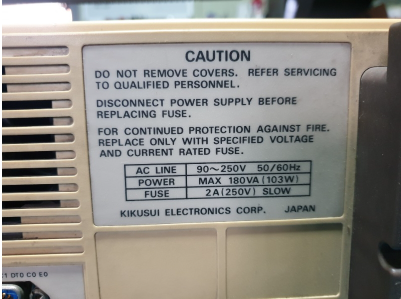 CAUTION
DO NOT REMOVE COVERS. REFER SERVICING
TO QUALIFIED PERSONNEL.
DISCONNECT POWER SUPPLY BEFORE
REPLACING FUSE.
FOR CONTINUED PROTECTION AGAINST FIRE.
REPLACE ONLY WITH SPECIFIED VOLTAGE
AND CURRENT RATED FUSE.
AC LINE 90~250V 50/60Hz
POWER MAX 180VA (103W)
FUSE 2A (250V) SLOW
KIKUSUI ELECTRONICS CORP. JAPAN